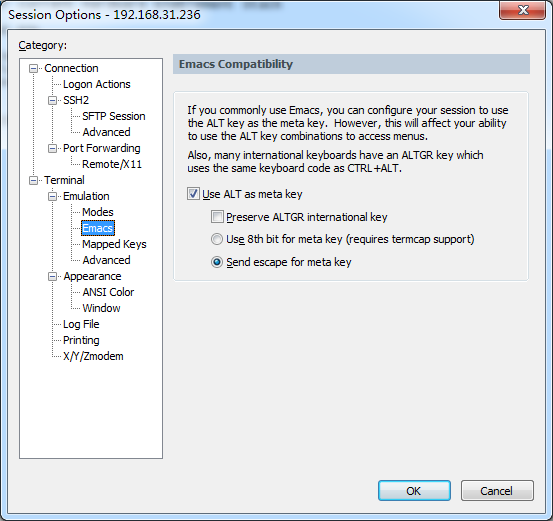 Session Options - 192.168.31.236
Category:
Connection
Logon Actions
SSH2
SFTP Session
Advanced
Port Forwarding
Remote/X11
Terminal
Emulation
Modes
Emacs
Mapped Keys
Advanced
Appearance
ANSI Color
Window
Log File
Printing
X/Y/Zmodem
Emacs Compatibility
If you commonly use Emacs, you can configure your session to use
the ALT key as the meta key.  However, this will affect your ability
to use the ALT key combinations to access menus.
Also, many international keyboards have an ALTGR key which
uses the same keyboard code as CTRL+ALT.
Use ALT as meta key
Preserve ALTGR international key
Use 8th bit for meta key (requires termcap support)
Send escape for meta key
OK
Cancel